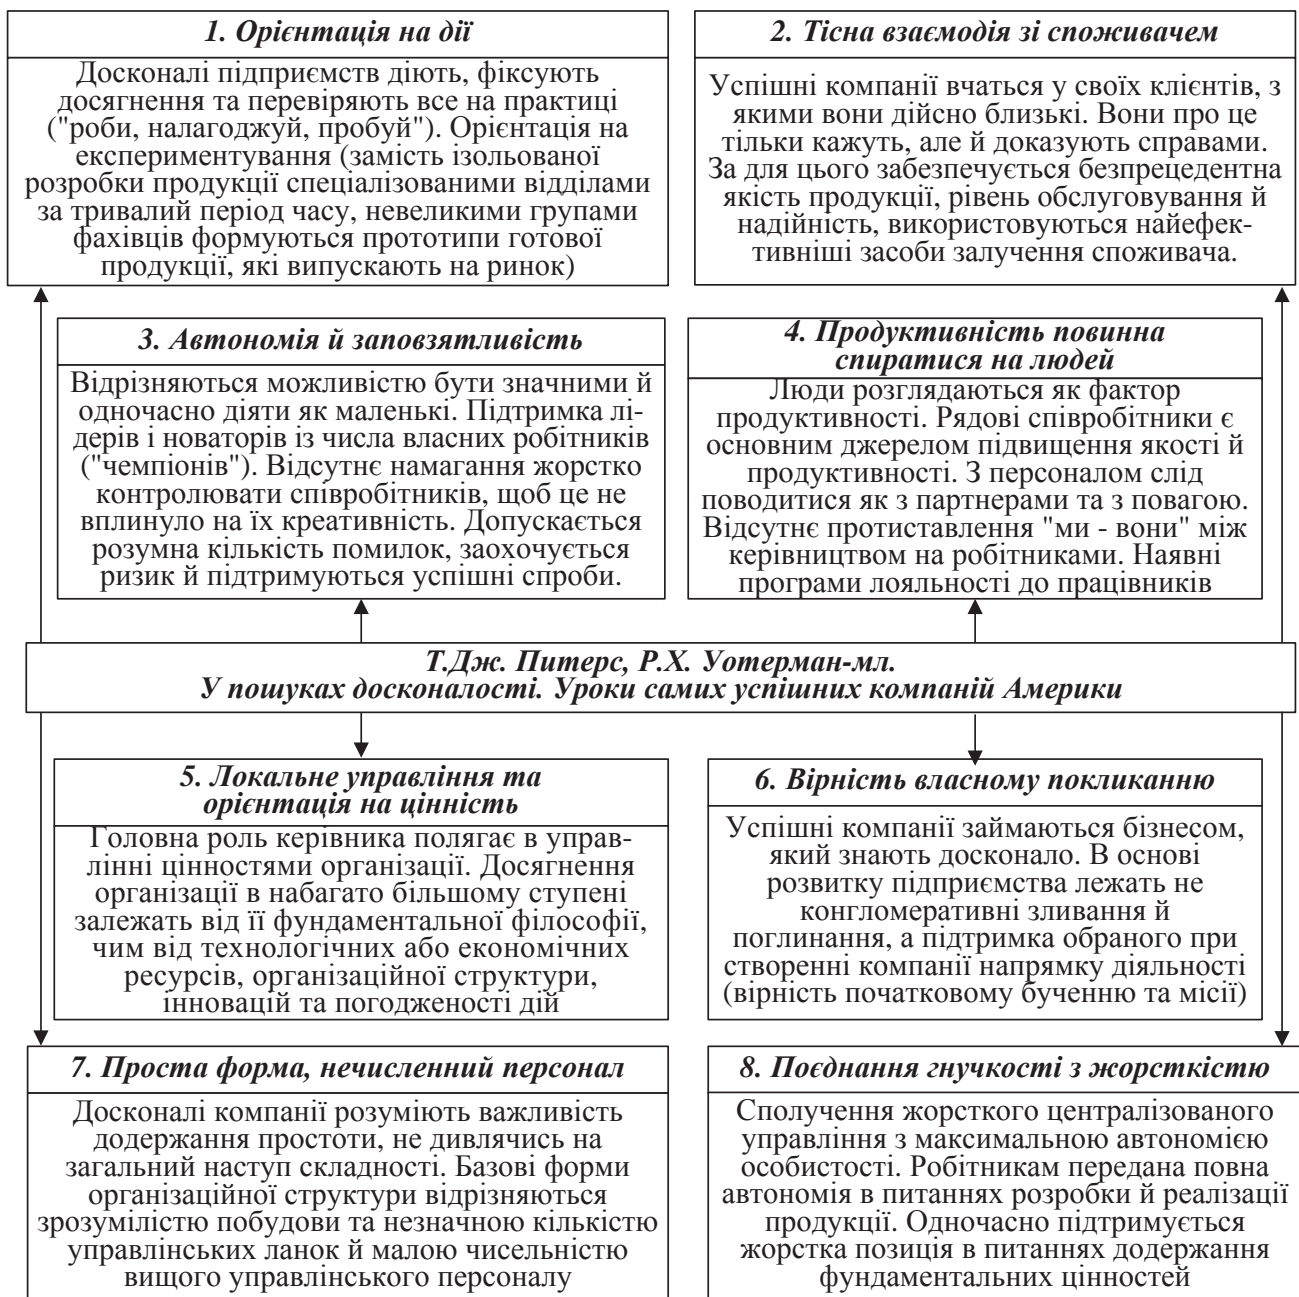 1. Орієнтація на дії
Досконалі підприємств діють, фіксують
досягнення та перевіряють все на практиці
("роби, налагоджуй, пробуй"). Орієнтація на
експериментування (замість ізольованої
розробки продукції спеціалізованими відділами
за тривалий період часу, невеликими групами
фахівців формуються прототипи готової
продукції, які випускають на ринок)
2. Тісна взаємодія зі споживачем
Успішні компанії вчаться у своїх клієнтів, з
якими вони дійсно близькі. Вони про це
тільки кажуть, але й доказують справами.
За для цього забезпечується безпрецедентна
якість продукції, рівень обслуговування й
надійність, використовуються найефек-
тивніші засоби залучення споживача.
3. Автономія й заповзятливість
Відрізняються можливістю бути значними й
одночасно діяти як маленькі. Підтримка лі-
дерів і новаторів із числа власних робітників
("чемпіонів"). Відсутнє намагання жорстко
контролювати співробітників, щоб це не
вплинуло на їх креативність. Допускається
розумна кількість помилок, заохочується
ризик й підтримуються успішні спроби.
4. Продуктивність повинна
спиратися на людей
Люди розглядаються як фактор
продуктивності. Рядові співробітники є
основним джерелом підвищення якості й
продуктивності. З персоналом слід
поводитися як з партнерами та з повагою.
Відсутнє протиставлення "ми - вони" між
керівництвом на робітниками. Наявні
програми лояльності до працівників
Т.Дж. Питерс, Р.Х. Уотерман-мл.
У пошуках досконалості. Уроки самих успішних компаній Америки
5. Локальне управління та
орієнтація на цінність
Головна роль керівника полягає в управ-
лінні цінностями організації. Досягнення
організації в набагато більшому ступені
залежать від її фундаментальної філософії,
чим від технологічних або економічних
ресурсів, організаційної структури,
інновацій та погодженості дій
6. Вірність власному покликанню
Успішні компанії займаються бізнесом,
який знають досконало. В основі
розвитку підприємства лежать не
конгломеративні зливання й
поглинання, а підтримка обраного при
створенні компанії напрямку діяльності
(вірність початковому бученню та місії)
7. Проста форма, нечисленний персонал
Досконалі компанії розуміють важливість
додержання простоти, не дивлячись на
загальний наступ складності. Базові форми
організаційної структури відрізняються
зрозумілістю побудови та незначною кількістю
управлінських ланок й малою чисельністю
вищого управлінського персоналу
8. Поєднання гнучкості з жорсткістю
Сполучення жорсткого централізованого
управління з максимальною автономією
особистості. Робітникам передана повна
автономія в питаннях розробки й реалізації
продукції. Одночасно підтримується
жорстка позиція в питаннях додержання
фундаментальних цінностей